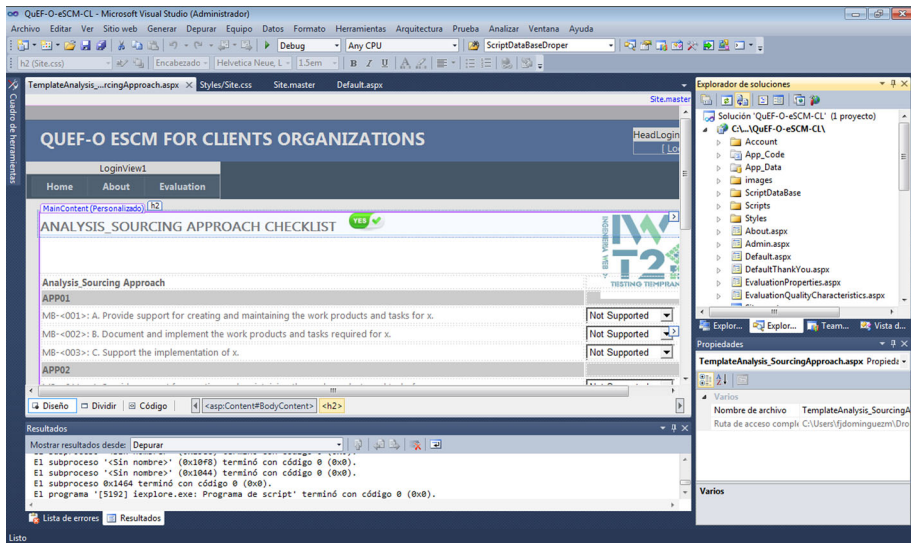 QuEF-O-eSCM-CL - Microsoft Visual Studio (Administrador)
Archivo Editar Ver Sitio web Generar Depurar Equipo Datos Formato Herramientas Arquitectura Prueba Analizar Ventana Ayuda
Debug Any CPU ScriptDataBaseDroper
h2 (Site.css) Encabezado Helvetica Neue, L 1.5em
TemplateAnalysis_...rcingApproach.aspx Styles/Site.css Site.master Default.aspx
Cuadro de herramientas
Site.master
QUEF-O ESCM FOR CLIENTS ORGANIZATIONS
HeadLogin
[ Lo
LoginView1
Home About Evaluation
MainContent (Personalizado) h2
ANALYSIS_SOURCING APPROACH CHECKLIST YES
INGENIERIA WEB Y
IWT2
TESTING TEMPRAN
Analysis_Sourcing Approach
APP01
MB-<001>: A. Provide support for creating and maintaining the work products and tasks for x. Not Supported
MB-<002>: B. Document and implement the work products and tasks required for x. Not Supported
MB-<003>: C. Support the implementation of x. Not Supported
APP02
Diseño Dividir Código <asp:Content#BodyContent> <h2>
Resultados
Mostrar resultados desde: Depurar
El subproceso '<Sin nombre>' (0x10f8) terminó con código 0 (0x0).
El subproceso '<Sin nombre>' (0x1044) terminó con código 0 (0x0).
El subproceso 0x1464 terminó con código 0 (0x0).
El programa '[5192] iexplore.exe: Programa de script' terminó con código 0 (0x0).
Lista de errores Resultados
Listo
Explorador de soluciones
Solución 'QuEF-O-eSCM-CL' (1 proyecto)
C:\...\QuEF-O-eSCM-CL\
Account
App_Code
App_Data
images
ScriptDataBase
Scripts
Styles
About.aspx
Admin.aspx
Default.aspx
DefaultThankYou.aspx
EvaluationProperties.aspx
EvaluationQualityCharacteristics.aspx
Explor... Explor... Team... Vista d...
Propiedades
TemplateAnalysis_SourcingApproach.aspx Propieda
Varios
Nombre de archivo TemplateAnalysis_SourcingA
Ruta de acceso comple C:\Users\fjdominguezm\Dro
Varios